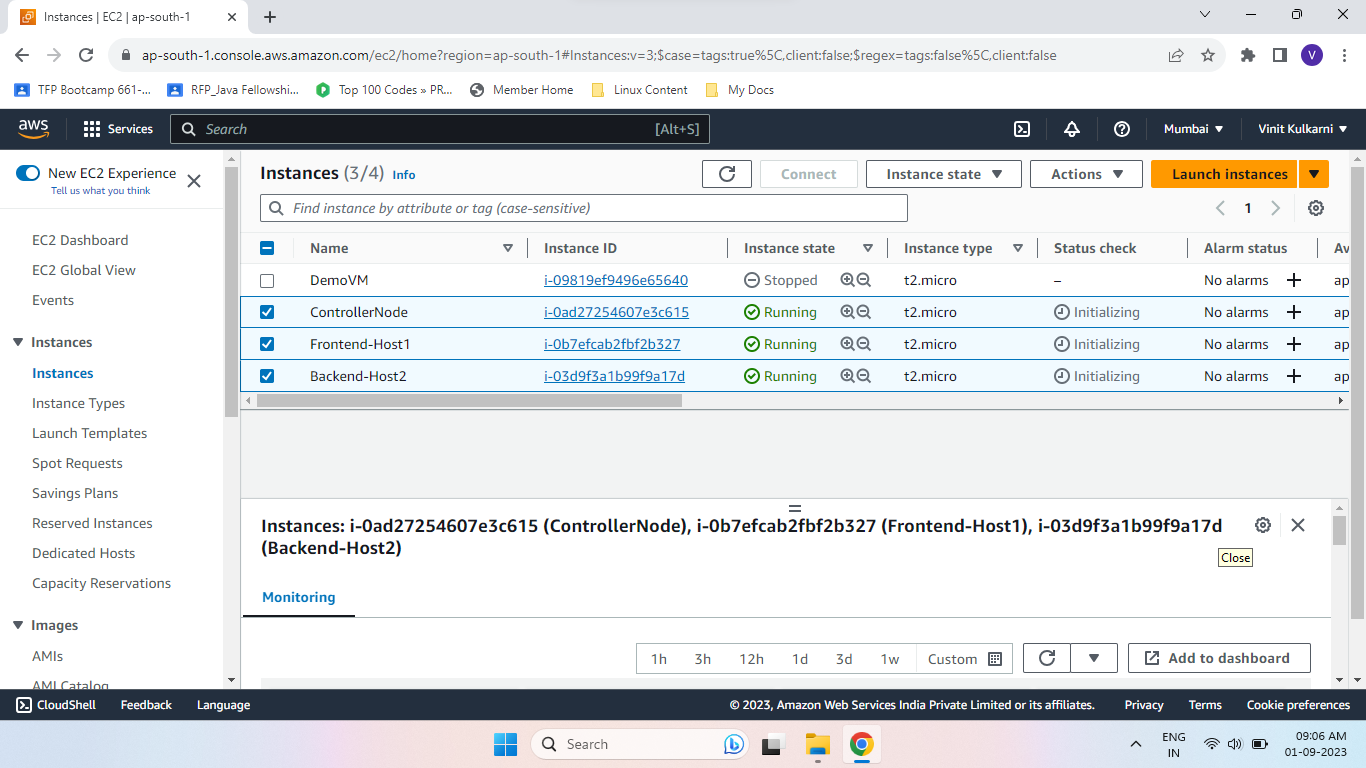 Instances | EC2 | ap-south-1
ap-south-1.console.aws.amazon.com/ec2/home?region=ap-south-1#Instances:v=3;$case=tags:true%5C,client:false;$regex=tags:false%5C,client:false
V
TFP Bootcamp 661-... RFP_Java Fellowshi... Top 100 Codes » PR... Member Home Linux Content My Docs
aws Services Search [Alt+S] Mumbai Vinit Kulkarni
New EC2 Experience
Tell us what you think
EC2 Dashboard
EC2 Global View
Events
Instances
Instances
Instance Types
Launch Templates
Spot Requests
Savings Plans
Reserved Instances
Dedicated Hosts
Capacity Reservations
Images
AMIs
AMI Catalog
Instances (3/4) Info Connect Instance state Actions Launch instances
Find instance by attribute or tag (case-sensitive) 1
Name Instance ID Instance state Instance type Status check Alarm status Av
DemoVM i-09819ef9496e65640 Stopped t2.micro – No alarms + ap
ControllerNode i-0ad27254607e3c615 Running t2.micro Initializing No alarms + ap
Frontend-Host1 i-0b7efcab2fbf2b327 Running t2.micro Initializing No alarms + ap
Backend-Host2 i-03d9f3a1b99f9a17d Running t2.micro Initializing No alarms + ap
Instances: i-0ad27254607e3c615 (ControllerNode), i-0b7efcab2fbf2b327 (Frontend-Host1), i-03d9f3a1b99f9a17d
(Backend-Host2)
Close
Monitoring
1h 3h 12h 1d 3d 1w Custom Add to dashboard
CloudShell Feedback Language © 2023, Amazon Web Services India Private Limited or its affiliates. Privacy Terms Cookie preferences
Search
ENG
IN
09:06 AM
01-09-2023